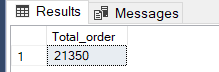 Results Messages
Total_order
1 21350